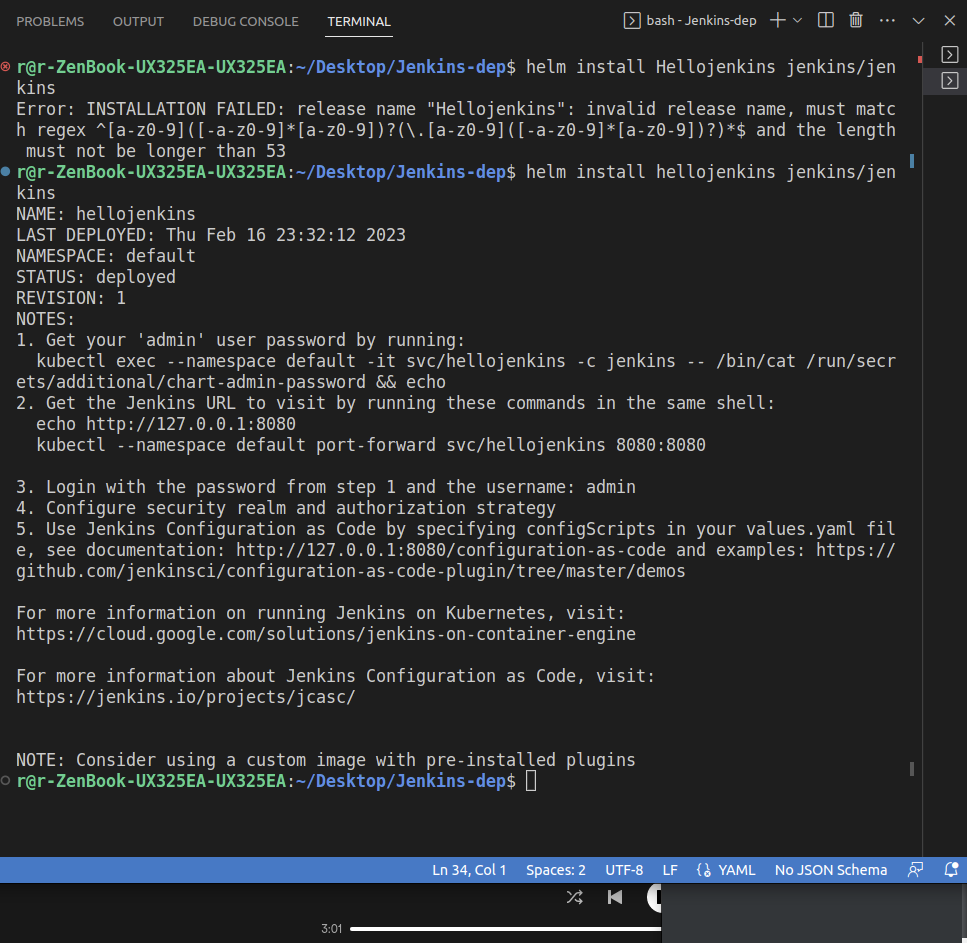 PROBLEMS OUTPUT DEBUG CONSOLE TERMINAL bash - Jenkins-dep
r@r-ZenBook-UX325EA-UX325EA:~/Desktop/Jenkins-dep$ helm install Hellojenkins jenkins/jen
kins
Error: INSTALLATION FAILED: release name "Hellojenkins": invalid release name, must matc
h regex ^[a-z0-9]([-a-z0-9]*[a-z0-9])?(\.[a-z0-9]([-a-z0-9]*[a-z0-9])?)*$ and the length
 must not be longer than 53
r@r-ZenBook-UX325EA-UX325EA:~/Desktop/Jenkins-dep$ helm install hellojenkins jenkins/jen
kins
NAME: hellojenkins
LAST DEPLOYED: Thu Feb 16 23:32:12 2023
NAMESPACE: default
STATUS: deployed
REVISION: 1
NOTES:
1. Get your 'admin' user password by running:
  kubectl exec --namespace default -it svc/hellojenkins -c jenkins -- /bin/cat /run/secr
ets/additional/chart-admin-password && echo
2. Get the Jenkins URL to visit by running these commands in the same shell:
  echo http://127.0.0.1:8080
  kubectl --namespace default port-forward svc/hellojenkins 8080:8080
3. Login with the password from step 1 and the username: admin
4. Configure security realm and authorization strategy
5. Use Jenkins Configuration as Code by specifying configScripts in your values.yaml fil
e, see documentation: http://127.0.0.1:8080/configuration-as-code and examples: https://
github.com/jenkinsci/configuration-as-code-plugin/tree/master/demos
For more information on running Jenkins on Kubernetes, visit:
https://cloud.google.com/solutions/jenkins-on-container-engine
For more information about Jenkins Configuration as Code, visit:
https://jenkins.io/projects/jcasc/
NOTE: Consider using a custom image with pre-installed plugins
r@r-ZenBook-UX325EA-UX325EA:~/Desktop/Jenkins-dep$
Ln 34, Col 1 Spaces: 2 UTF-8 LF YAML No JSON Schema
3:01